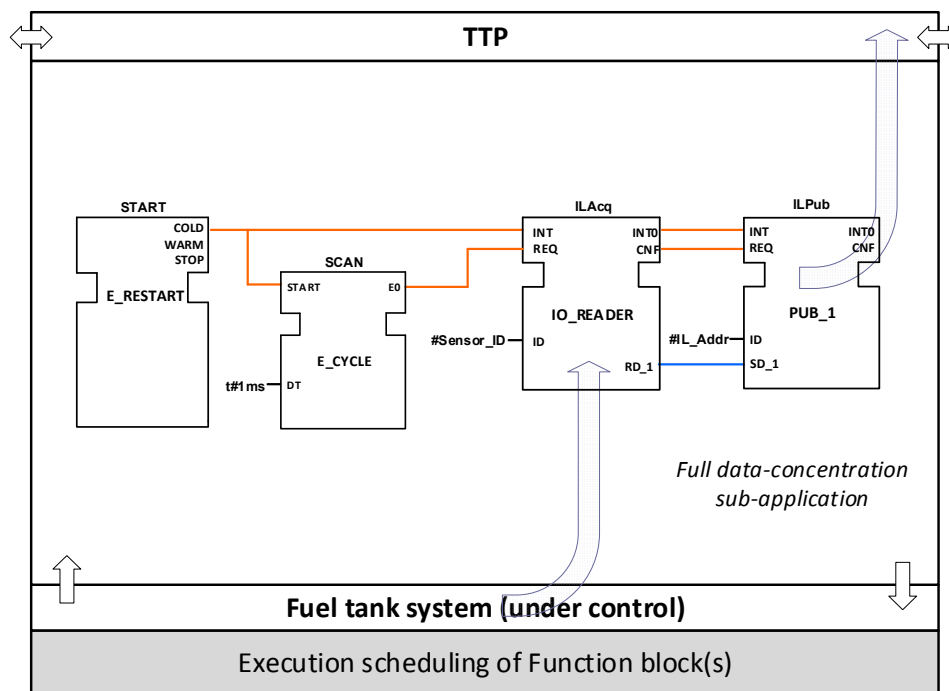 TTP
START
COLD
WARM
STOP
E_RESTART
SCAN
START
E0
E_CYCLE
t#1ms
DT
ILAcq
INT
INT0
REQ
CNF
IO_READER
#Sensor_ID
ID
RD_1
ILPub
INT
INT0
REQ
CNF
PUB_1
#IL_Addr
ID
SD_1
Full data-concentration
sub-application
Fuel tank system (under control)
Execution scheduling of Function block(s)